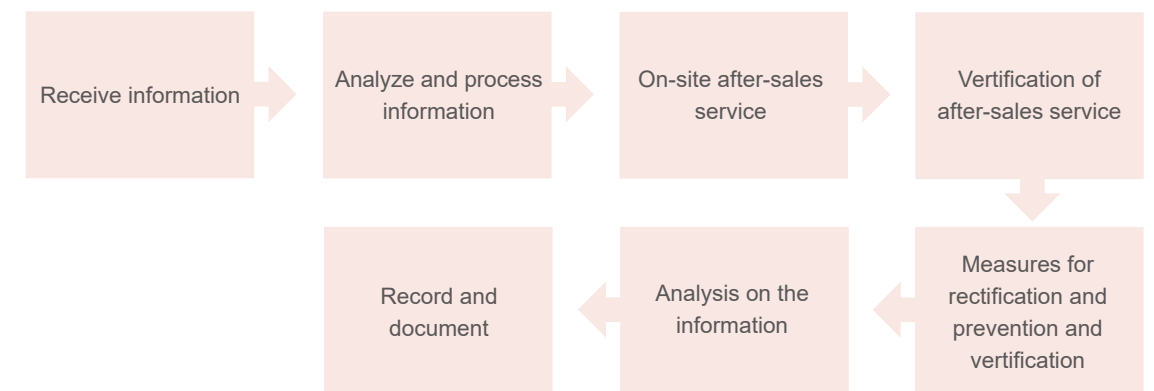 Receive information
Analyze and process
information
On-site after-sales
service
Vertification of
after-sales service
Measures for
rectification and
prevention and
vertification
Analysis on the
information
Record and
document